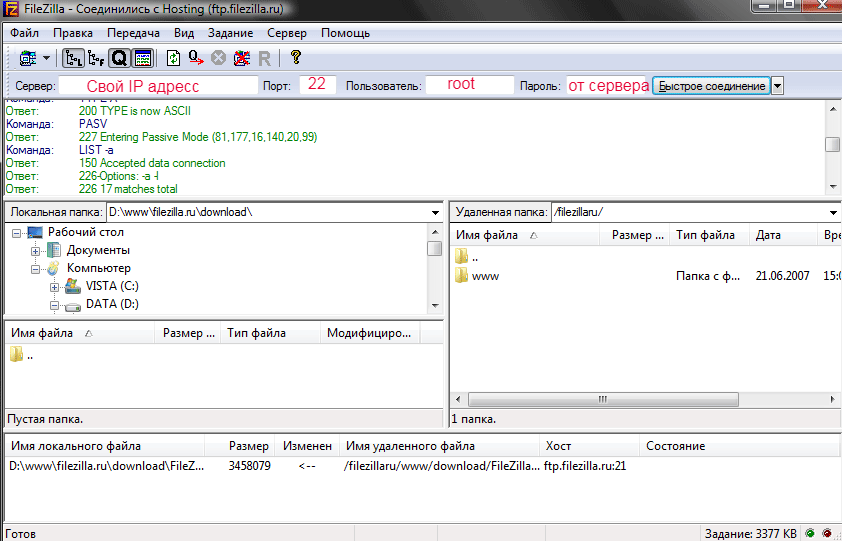 FileZilla - Соединились с Hosting (ftp.filezilla.ru)
Файл Правка Передача Вид Задание Сервер Помощь
Сервер: Свой IP адресс Порт: 22 Пользователь: root Пароль: от сервера Быстрое соединение
Команда: TYPE A
Ответ: 200 TYPE is now ASCII
Команда: PASV
Ответ: 227 Entering Passive Mode (81,177,16,140,20,99)
Команда: LIST -a
Ответ: 150 Accepted data connection
Ответ: 226-Options: -a -l
Ответ: 226 17 matches total
Локальная папка: D:\www\filezilla.ru\download\
Рабочий стол
Документы
Компьютер
VISTA (C:)
DATA (D:)
Имя файла Размер ... Тип файла Модифициро...
..
Пустая папка.
Удаленная папка: /filezillaru/
Имя файла Размер ... Тип файла Дата Вре
..
www Папка с ф... 21.06.2007 15:0
1 папка.
Имя локального файла Размер Изменен Имя удаленного файла Хост Состояние
D:\www\filezilla.ru\download\FileZ... 3458079 <-- /filezillaru/www/download/FileZilla... ftp.filezilla.ru:21
Готов Задание: 3377 KB